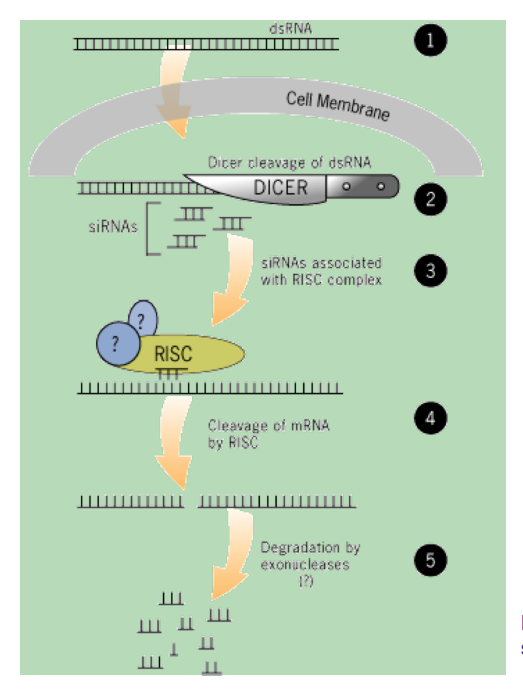 dsRNA
1
Cell Membrane
Dicer cleavage of dsRNA
DICER
2
siRNAs
siRNAs associated
with RISC complex
3
?
?
RISC
4
Cleavage of mRNA
by RISC
Degradation by
exonucleases
(?)
5